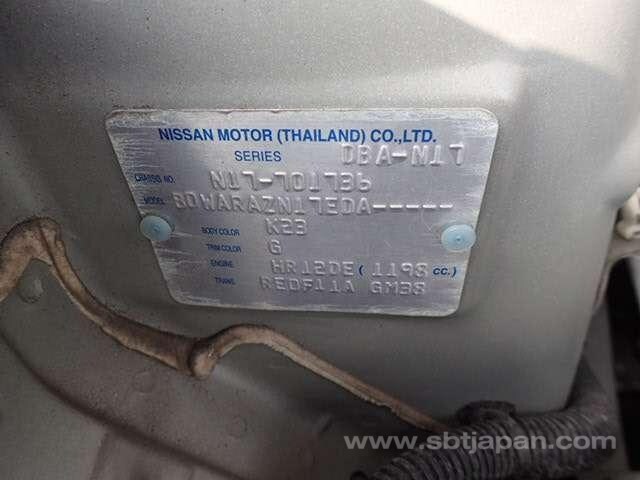 NISSAN MOTOR (THAILAND) CO.,LTD.
SERIES DBA-N17
CHASSIS NO. N17-701736
MODEL BDWARAZN17EDA-----
BODY COLOR K23
TRIM COLOR G
ENGINE HR12DE ( 1198 CC.)
TRANS REDF11A GM38
www.sbtjapan.com